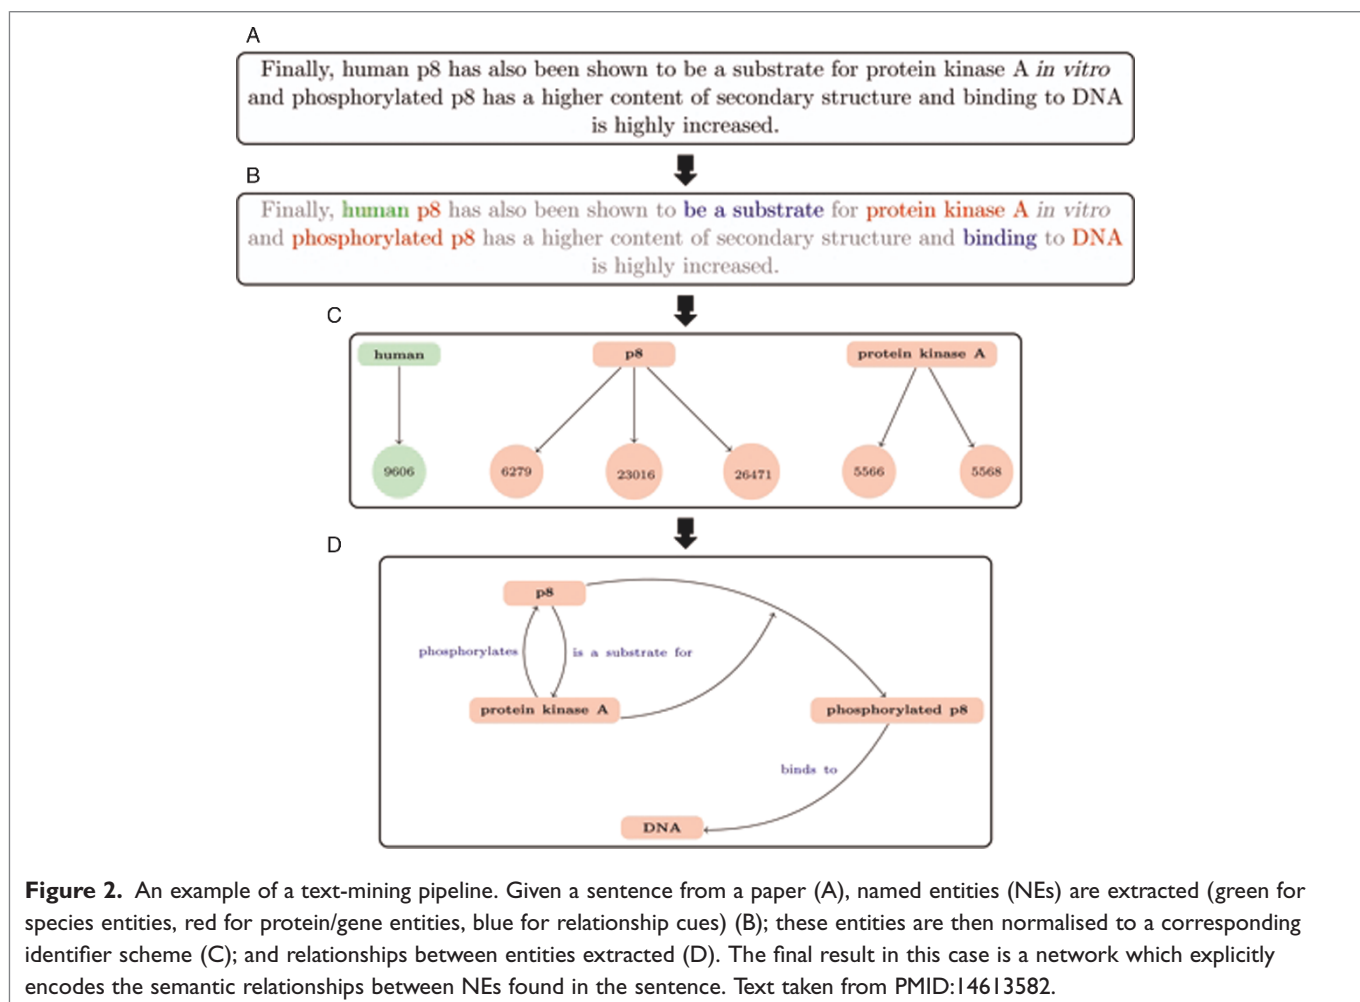 A
Finally, human p8 has also been shown to be a substrate for protein kinase A in vitro
and phosphorylated p8 has a higher content of secondary structure and binding to DNA
is highly increased.
B
Finally, human p8 has also been shown to be a substrate for protein kinase A in vitro
and phosphorylated p8 has a higher content of secondary structure and binding to DNA
is highly increased.
C
human p8 protein kinase A
9606 6279 23016 26471 5566 5568
D
p8
phosphorylates is a substrate for
protein kinase A phosphorylated p8
binds to
DNA
Figure 2. An example of a text-mining pipeline. Given a sentence from a paper (A), named entities (NEs) are extracted (green for
species entities, red for protein/gene entities, blue for relationship cues) (B); these entities are then normalised to a corresponding
identifier scheme (C); and relationships between entities extracted (D). The final result in this case is a network which explicitly
encodes the semantic relationships between NEs found in the sentence. Text taken from PMID:14613582.